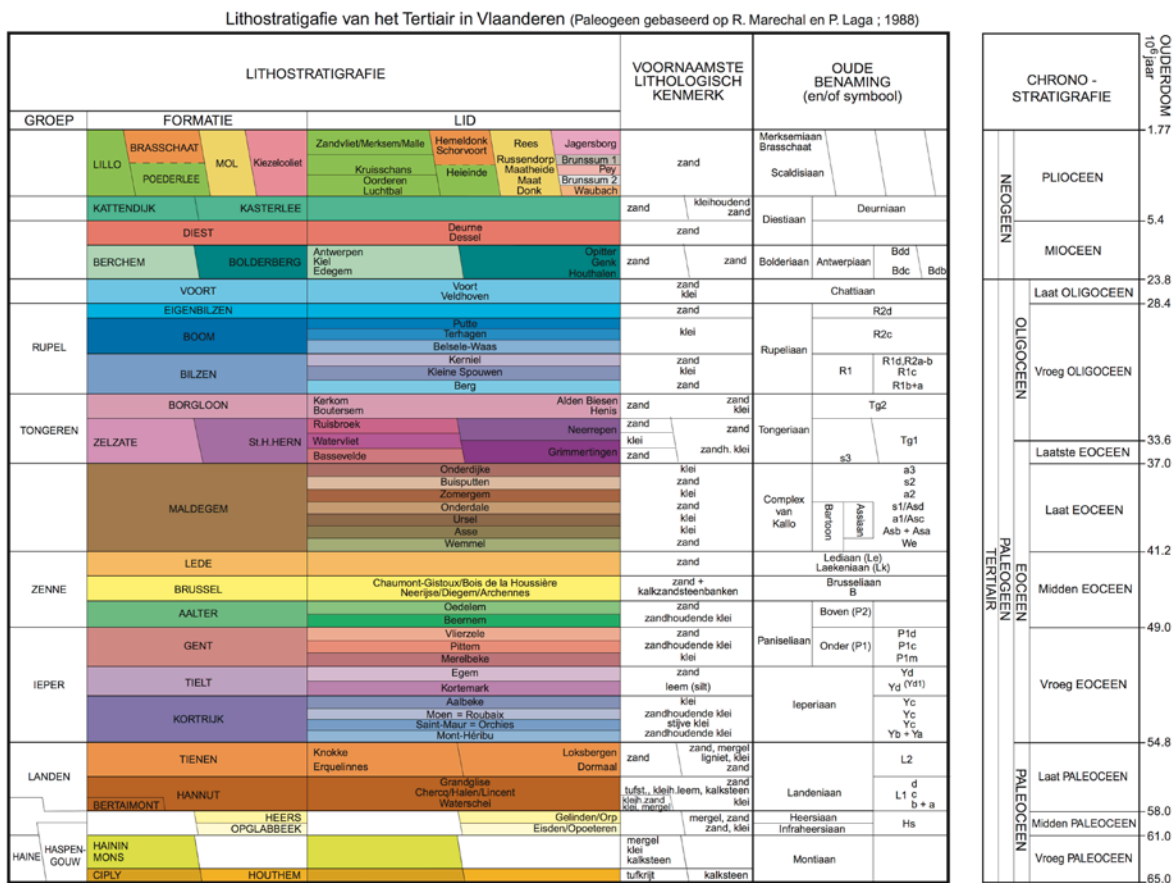 Lithostratigafie van het Tertiair in Vlaanderen (Paleogeen gebaseerd op R. Marechal en P. Laga ; 1988)
LITHOSTRATIGRAFIE
VOORNAAMSTE
LITHOLOGISCH
KENMERK
OUDE
BENAMING
(en/of symbool)
CHRONO -
STRATIGRAFIE
OUDERDOM
10⁶ jaar
GROEP FORMATIE LID
LILLO BRASSCHAAT POEDERLEE MOL Kiezelooliet
Zandvliet/Merksem/Malle
Kruisschans
Oorderen
Luchtbal
Hemeldonk
Schorvoort
Heieinde
Rees
Russendorp
Maatheide
Maat
Donk
Jagersborg
Brunssum 1
Pey
Brunssum 2
Waubach
zand
Merksemiaan
Brasschaat
Scaldisiaan
KATTENDIJK KASTERLEE
zand kleihoudend
zand
Diestiaan Deurniaan
DIEST
Deurne
Dessel
zand
BERCHEM BOLDERBERG
Antwerpen
Kiel
Edegem
Opitter
Genk
Houthalen
zand zand
Bolderiaan Antwerpiaan Bdd
Bdc Bdb
RUPEL
VOORT
Voort
Veldhoven
zand
klei
Chattiaan
EIGENBILZEN zand R2d
BOOM
Putte
Terhagen
Belsele-Waas
klei
Rupeliaan
R2c
BILZEN
Kerniel zand R1d,R2a-b
Kleine Spouwen klei R1 R1c
Berg zand R1b+a
TONGEREN
BORGLOON
Kerkom
Boutersem
Alden Biesen
Henis
zand zand
klei
Tongeriaan
Tg2
ZELZATE St.H.HERN
Ruisbroek
Watervliet
Bassevelde
Neerrepen
Grimmertingen
zand
klei
zand
zand
zandh. klei
s3 Tg1
MALDEGEM
Onderdijke klei a3
Buisputten zand s2
Zomergem klei a2
Onderdale zand s1/Asd
Ursel klei a1/Asc
Asse klei Asb + Asa
Wemmel zand We
Complex
van
Kallo
Bartoon
Assiaan
ZENNE
LEDE zand
Lediaan (Le)
Laekeniaan (Lk)
BRUSSEL
Chaumont-Gistoux/Bois de la Houssière
Neerijse/Diegem/Archennes
zand +
kalkzandsteenbanken
Brusseliaan
B
AALTER
Oedelem zand
Beernem zandhoudende klei
Paniseliaan
Boven (P2)
IEPER
GENT
Vlierzele zand P1d
Pittem zandhoudende klei Onder (P1) P1c
Merelbeke klei P1m
TIELT
Egem zand Yd
Kortemark leem (silt) Yd (Yd1)
Ieperiaan
KORTRIJK
Aalbeke klei Yc
Moen = Roubaix zandhoudende klei Yc
Saint-Maur = Orchies stijve klei Yc
Mont-Héribu zandhoudende klei Yb + Ya
LANDEN
TIENEN
Knokke
Erquelinnes
Loksbergen
Dormaal
zand
zand, mergel
ligniet, klei
zand
L2
HANNUT
BERTAIMONT
Grandglise
Chercq/Halen/Lincent
Waterschei
zand
tufst., kleih.leem, kalksteen
kleih.zand
klei, mergel
klei
Landeniaan
L1
d
c
b + a
HEERS
OPGLABBEEK
Gelinden/Orp
Eisden/Opoeteren
mergel, zand
zand, klei
Heersiaan
Infraheersiaan
Hs
HAINE
HASPEN-
GOUW
HAININ
MONS
mergel
klei
kalksteen
Montiaan
CIPLY HOUTHEM
tufkrijt kalksteen
TERTIAIR
NEOGEEN
PALEOGEEN
OLIGOCEEN
EOCEEN
PALEOCEEN
1.77
PLIOCEEN
5.4
MIOCEEN
23.8
Laat OLIGOCEEN
28.4
Vroeg OLIGOCEEN
33.6
Laatste EOCEEN
37.0
Laat EOCEEN
41.2
Midden EOCEEN
49.0
Vroeg EOCEEN
54.8
Laat PALEOCEEN
58.0
Midden PALEOCEEN
61.0
Vroeg PALEOCEEN
65.0